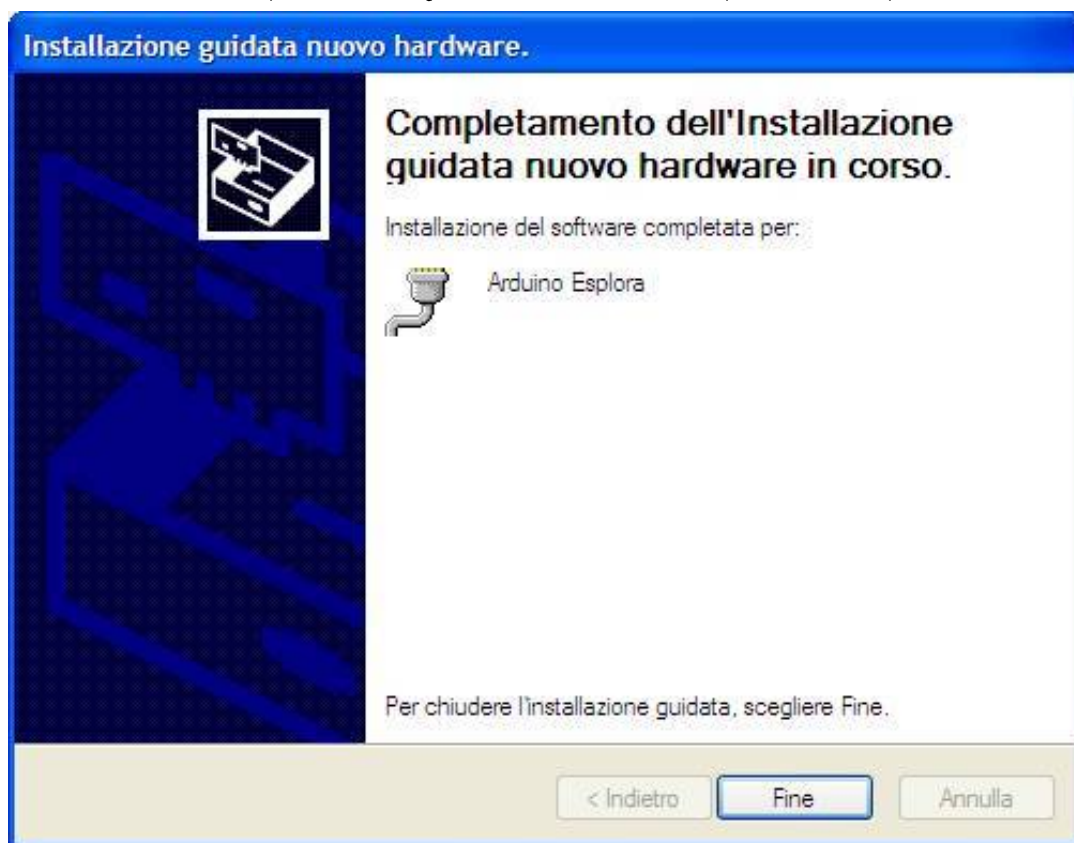 Installazione guidata nuovo hardware.
Completamento dell'Installazione
guidata nuovo hardware in corso.
Installazione del software completata per:
Arduino Esplora
Per chiudere l'installazione guidata, scegliere Fine.
< Indietro
Fine
Annulla